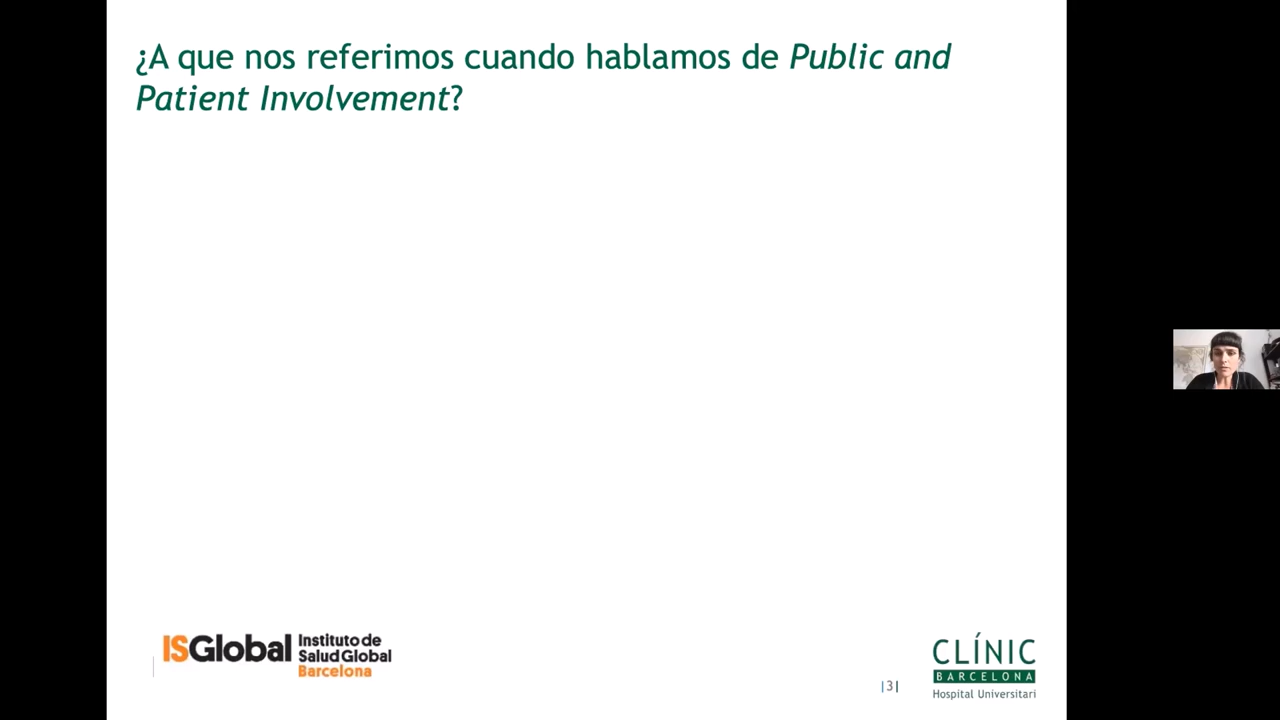 ¿A que nos referimos cuando hablamos de Public and
Patient Involvement?
ISGlobal Instituto de
Salud Global
Barcelona
|3|
CLÍNIC
BARCELONA
Hospital Universitari